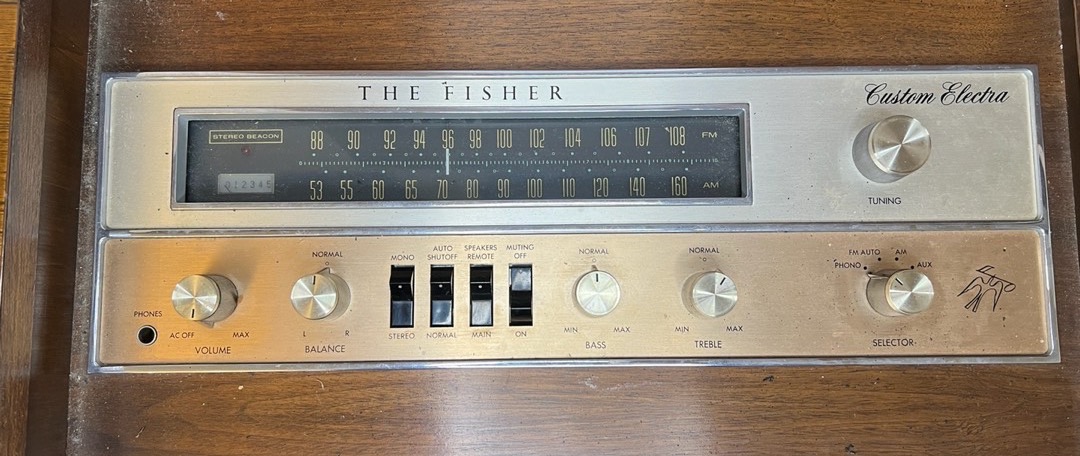 THE FISHER
Custom Electra
STEREO BEACON
88 90 92 94 96 98 100 102 104 106 107 108 FM
012345
53 55 60 65 70 80 90 100 110 120 140 160 AM
TUNING
PHONES
AC OFF MAX
VOLUME
NORMAL
L R
BALANCE
MONO
STEREO
AUTO
SHUTOFF
NORMAL
SPEAKERS
REMOTE
MAIN
MUTING
OFF
ON
NORMAL
MIN MAX
BASS
NORMAL
MIN MAX
TREBLE
FM AUTO AM
PHONO AUX
SELECTOR